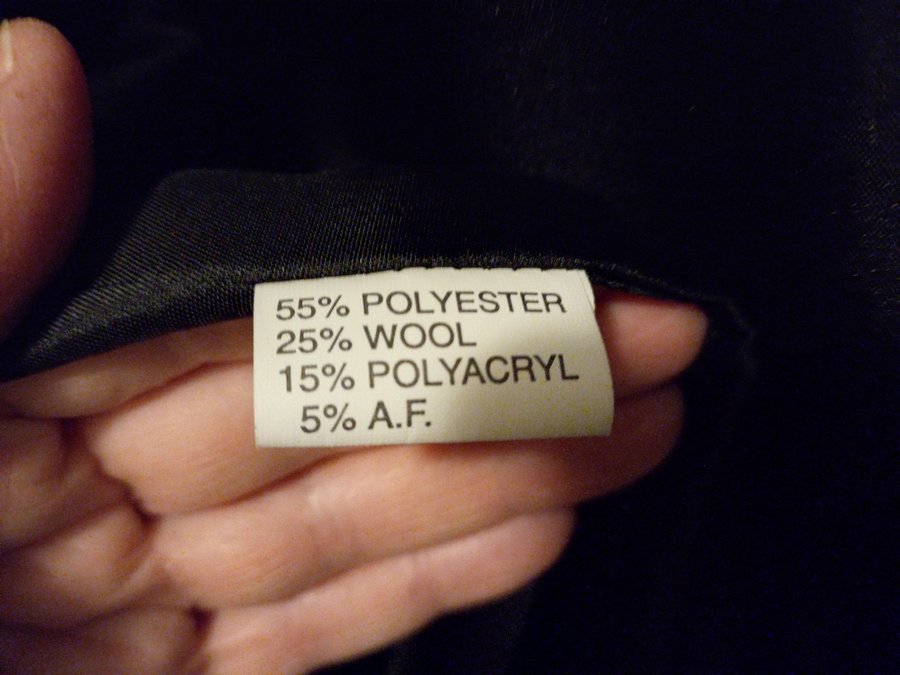 55% POLYESTER
25% WOOL
15% POLYACRYL
5% A.F.